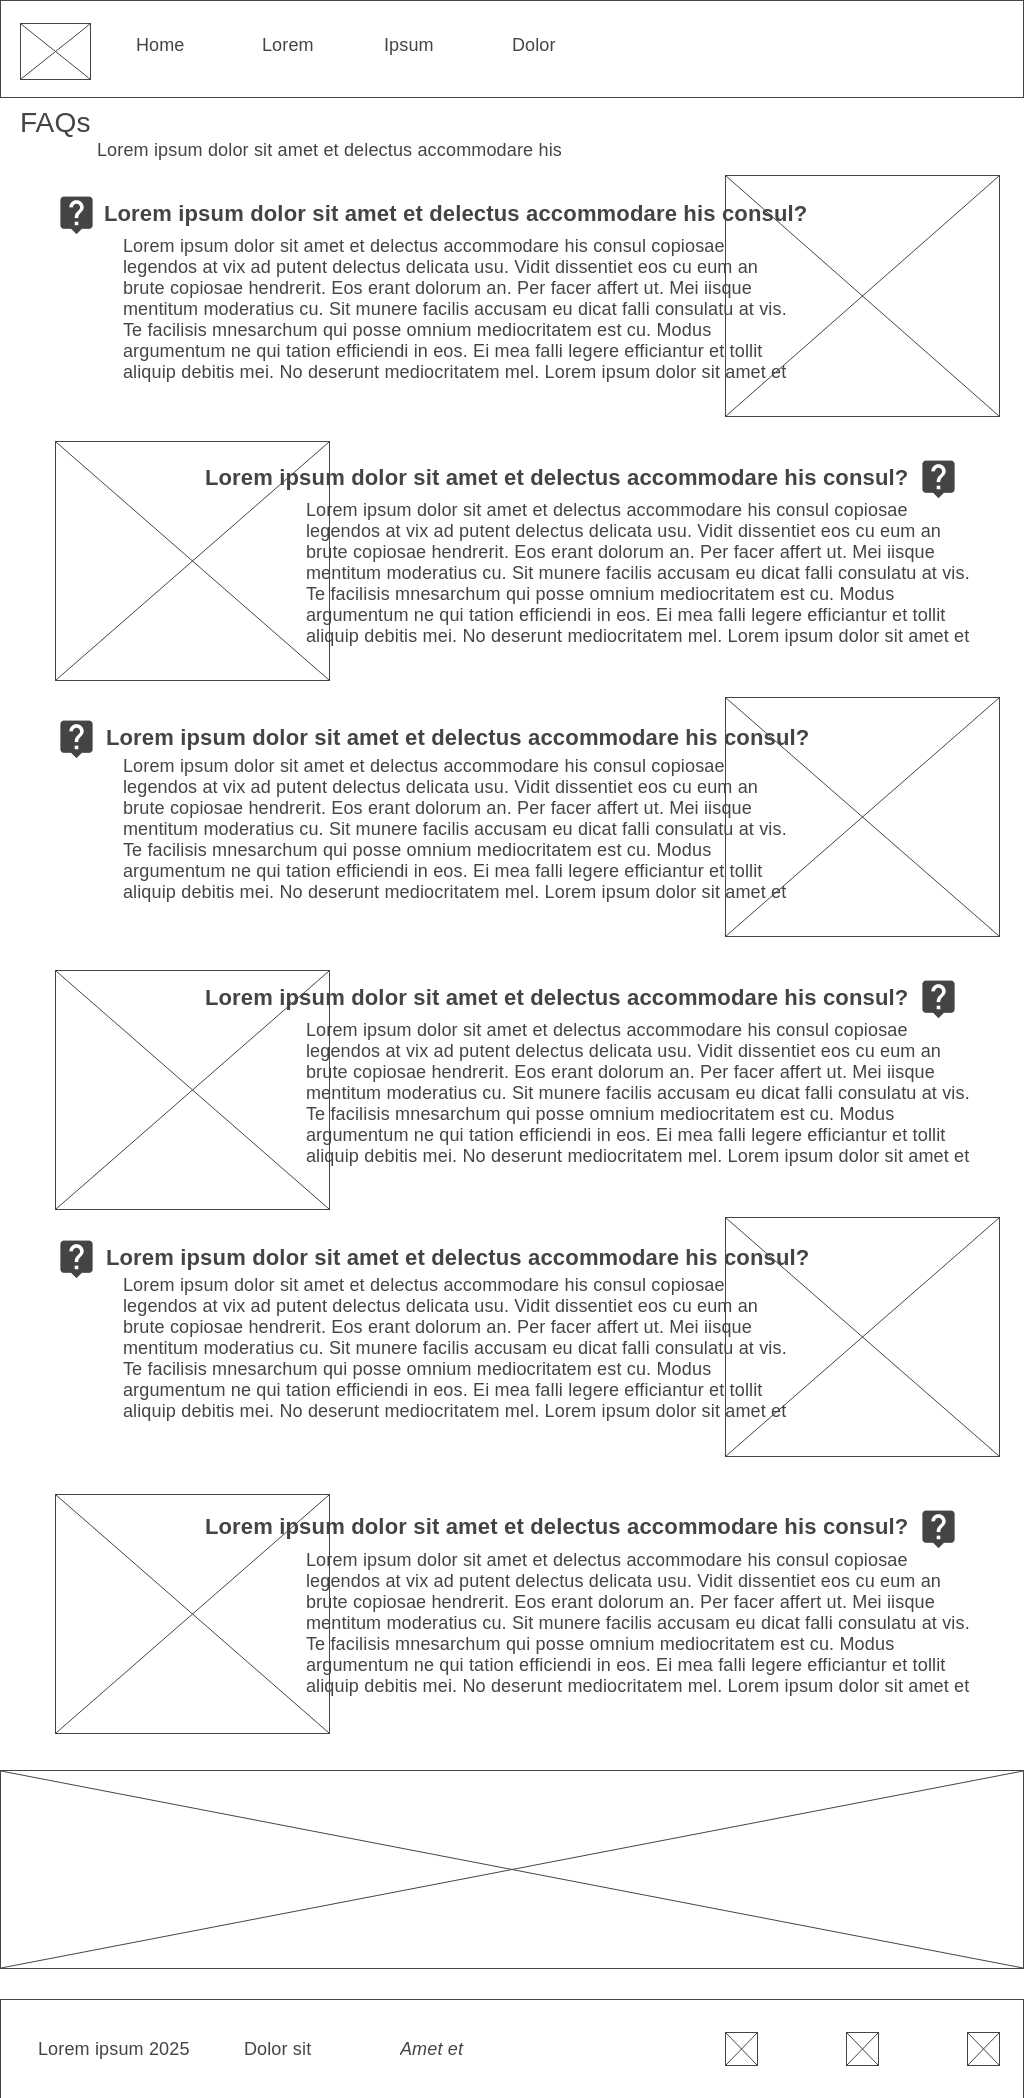 Home Lorem Ipsum Dolor
FAQs
Lorem ipsum dolor sit amet et delectus accommodare his
Lorem ipsum dolor sit amet et delectus accommodare his consul?
Lorem ipsum dolor sit amet et delectus accommodare his consul copiosae
legendos at vix ad putent delectus delicata usu. Vidit dissentiet eos cu eum an
brute copiosae hendrerit. Eos erant dolorum an. Per facer affert ut. Mei iisque
mentitum moderatius cu. Sit munere facilis accusam eu dicat falli consulatu at vis.
Te facilisis mnesarchum qui posse omnium mediocritatem est cu. Modus
argumentum ne qui tation efficiendi in eos. Ei mea falli legere efficiantur et tollit
aliquip debitis mei. No deserunt mediocritatem mel. Lorem ipsum dolor sit amet et
Lorem ipsum dolor sit amet et delectus accommodare his consul?
Lorem ipsum dolor sit amet et delectus accommodare his consul copiosae
legendos at vix ad putent delectus delicata usu. Vidit dissentiet eos cu eum an
brute copiosae hendrerit. Eos erant dolorum an. Per facer affert ut. Mei iisque
mentitum moderatius cu. Sit munere facilis accusam eu dicat falli consulatu at vis.
Te facilisis mnesarchum qui posse omnium mediocritatem est cu. Modus
argumentum ne qui tation efficiendi in eos. Ei mea falli legere efficiantur et tollit
aliquip debitis mei. No deserunt mediocritatem mel. Lorem ipsum dolor sit amet et
Lorem ipsum dolor sit amet et delectus accommodare his consul?
Lorem ipsum dolor sit amet et delectus accommodare his consul copiosae
legendos at vix ad putent delectus delicata usu. Vidit dissentiet eos cu eum an
brute copiosae hendrerit. Eos erant dolorum an. Per facer affert ut. Mei iisque
mentitum moderatius cu. Sit munere facilis accusam eu dicat falli consulatu at vis.
Te facilisis mnesarchum qui posse omnium mediocritatem est cu. Modus
argumentum ne qui tation efficiendi in eos. Ei mea falli legere efficiantur et tollit
aliquip debitis mei. No deserunt mediocritatem mel. Lorem ipsum dolor sit amet et
Lorem ipsum dolor sit amet et delectus accommodare his consul?
Lorem ipsum dolor sit amet et delectus accommodare his consul copiosae
legendos at vix ad putent delectus delicata usu. Vidit dissentiet eos cu eum an
brute copiosae hendrerit. Eos erant dolorum an. Per facer affert ut. Mei iisque
mentitum moderatius cu. Sit munere facilis accusam eu dicat falli consulatu at vis.
Te facilisis mnesarchum qui posse omnium mediocritatem est cu. Modus
argumentum ne qui tation efficiendi in eos. Ei mea falli legere efficiantur et tollit
aliquip debitis mei. No deserunt mediocritatem mel. Lorem ipsum dolor sit amet et
Lorem ipsum dolor sit amet et delectus accommodare his consul?
Lorem ipsum dolor sit amet et delectus accommodare his consul copiosae
legendos at vix ad putent delectus delicata usu. Vidit dissentiet eos cu eum an
brute copiosae hendrerit. Eos erant dolorum an. Per facer affert ut. Mei iisque
mentitum moderatius cu. Sit munere facilis accusam eu dicat falli consulatu at vis.
Te facilisis mnesarchum qui posse omnium mediocritatem est cu. Modus
argumentum ne qui tation efficiendi in eos. Ei mea falli legere efficiantur et tollit
aliquip debitis mei. No deserunt mediocritatem mel. Lorem ipsum dolor sit amet et
Lorem ipsum dolor sit amet et delectus accommodare his consul?
Lorem ipsum dolor sit amet et delectus accommodare his consul copiosae
legendos at vix ad putent delectus delicata usu. Vidit dissentiet eos cu eum an
brute copiosae hendrerit. Eos erant dolorum an. Per facer affert ut. Mei iisque
mentitum moderatius cu. Sit munere facilis accusam eu dicat falli consulatu at vis.
Te facilisis mnesarchum qui posse omnium mediocritatem est cu. Modus
argumentum ne qui tation efficiendi in eos. Ei mea falli legere efficiantur et tollit
aliquip debitis mei. No deserunt mediocritatem mel. Lorem ipsum dolor sit amet et
Lorem ipsum 2025 Dolor sit Amet et